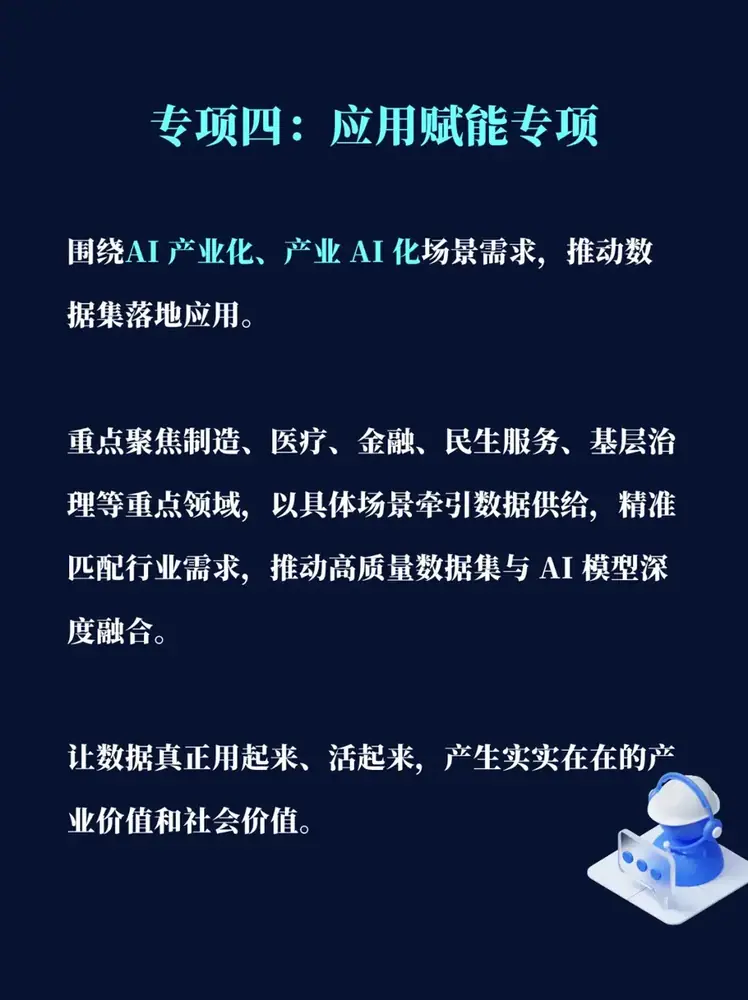 专项四：应用赋能专项
围绕AI 产业化、产业 AI 化场景需求，推动数
据集落地应用。
重点聚焦制造、医疗、金融、民生服务、基层治
理等重点领域，以具体场景牵引数据供给，精准
匹配行业需求，推动高质量数据集与 AI 模型深
度融合。
让数据真正用起来、活起来，产生实实在在的产
业价值和社会价值。